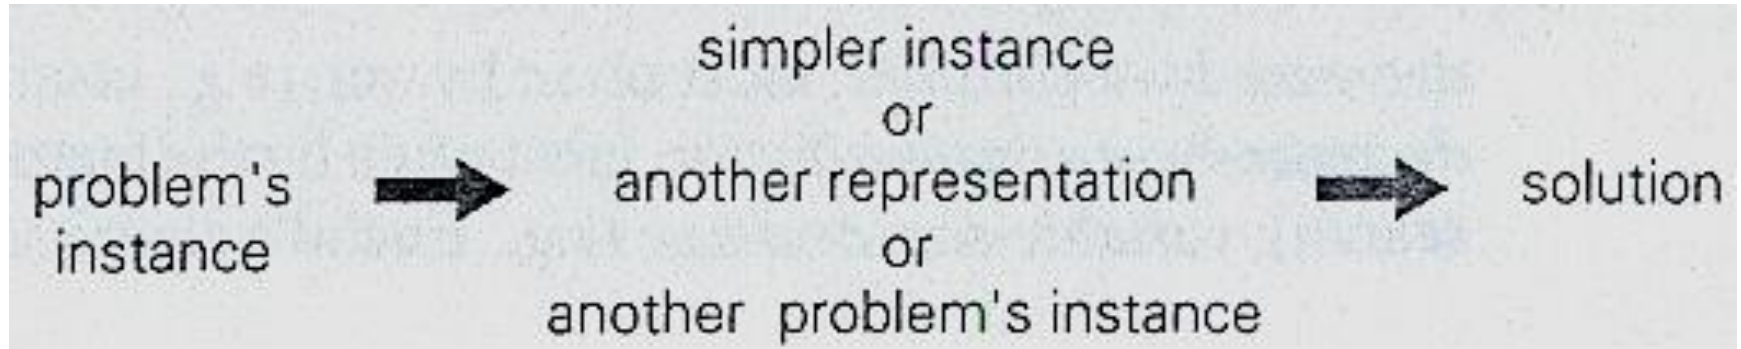 simpler instance
or
problem's
another representation
solution
instance
or
another problem's instance